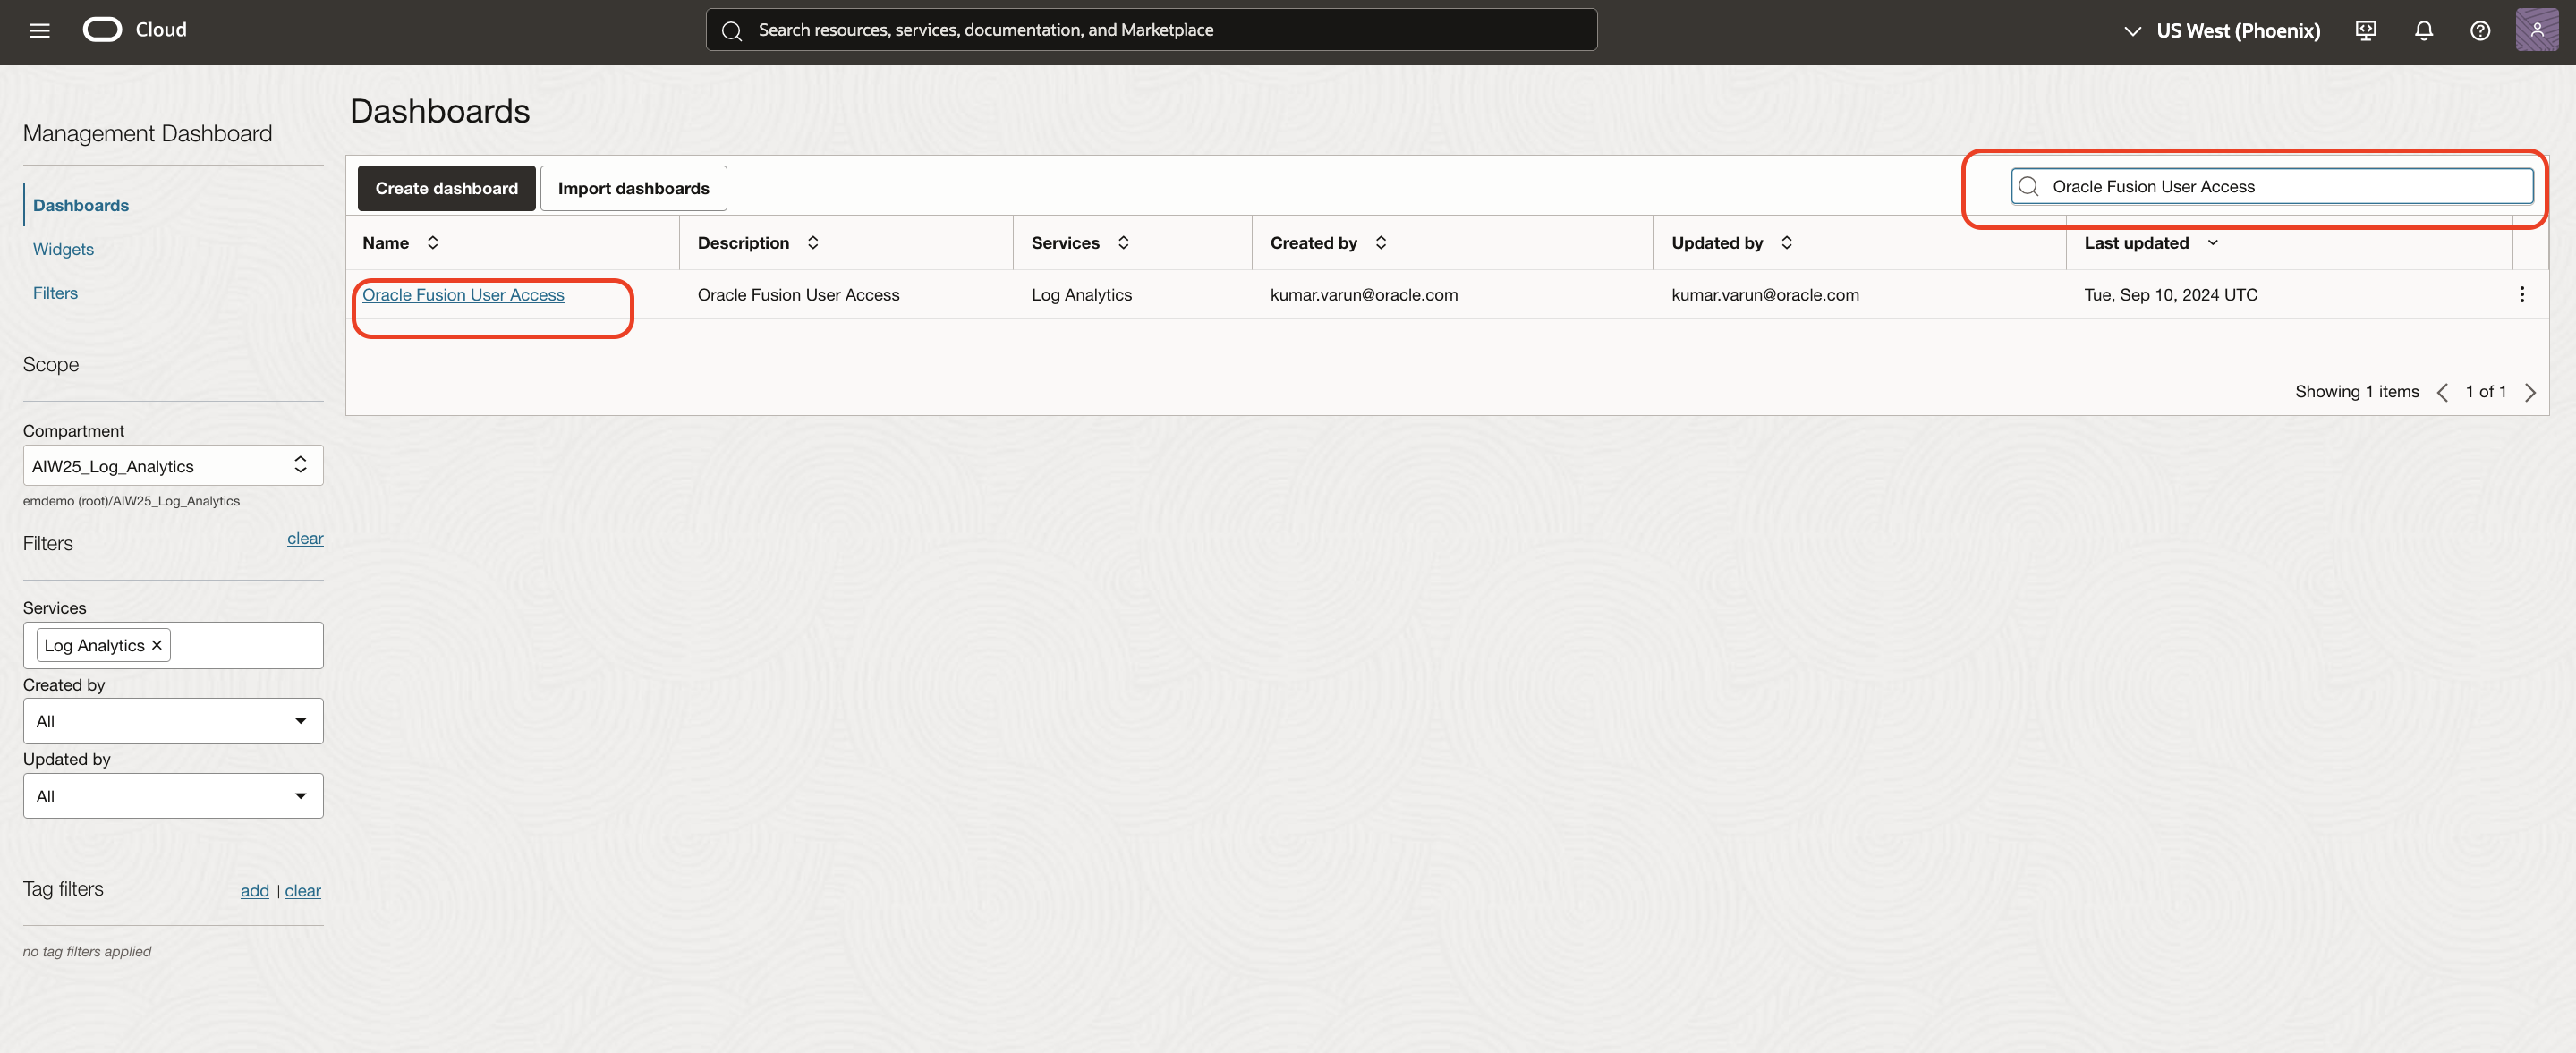 Cloud
Search resources, services, documentation, and Marketplace
US West (Phoenix)
Management Dashboard
Dashboards
Widgets
Filters
Scope
Compartment
AIW25_Log_Analytics
emdemo (root)/AIW25_Log_Analytics
Filters clear
Services
Log Analytics ×
Created by
All
Updated by
All
Tag filters add | clear
no tag filters applied
Dashboards
Create dashboard Import dashboards Oracle Fusion User Access
Name Description Services Created by Updated by Last updated
Oracle Fusion User Access Oracle Fusion User Access Log Analytics kumar.varun@oracle.com kumar.varun@oracle.com Tue, Sep 10, 2024 UTC
Showing 1 items 1 of 1